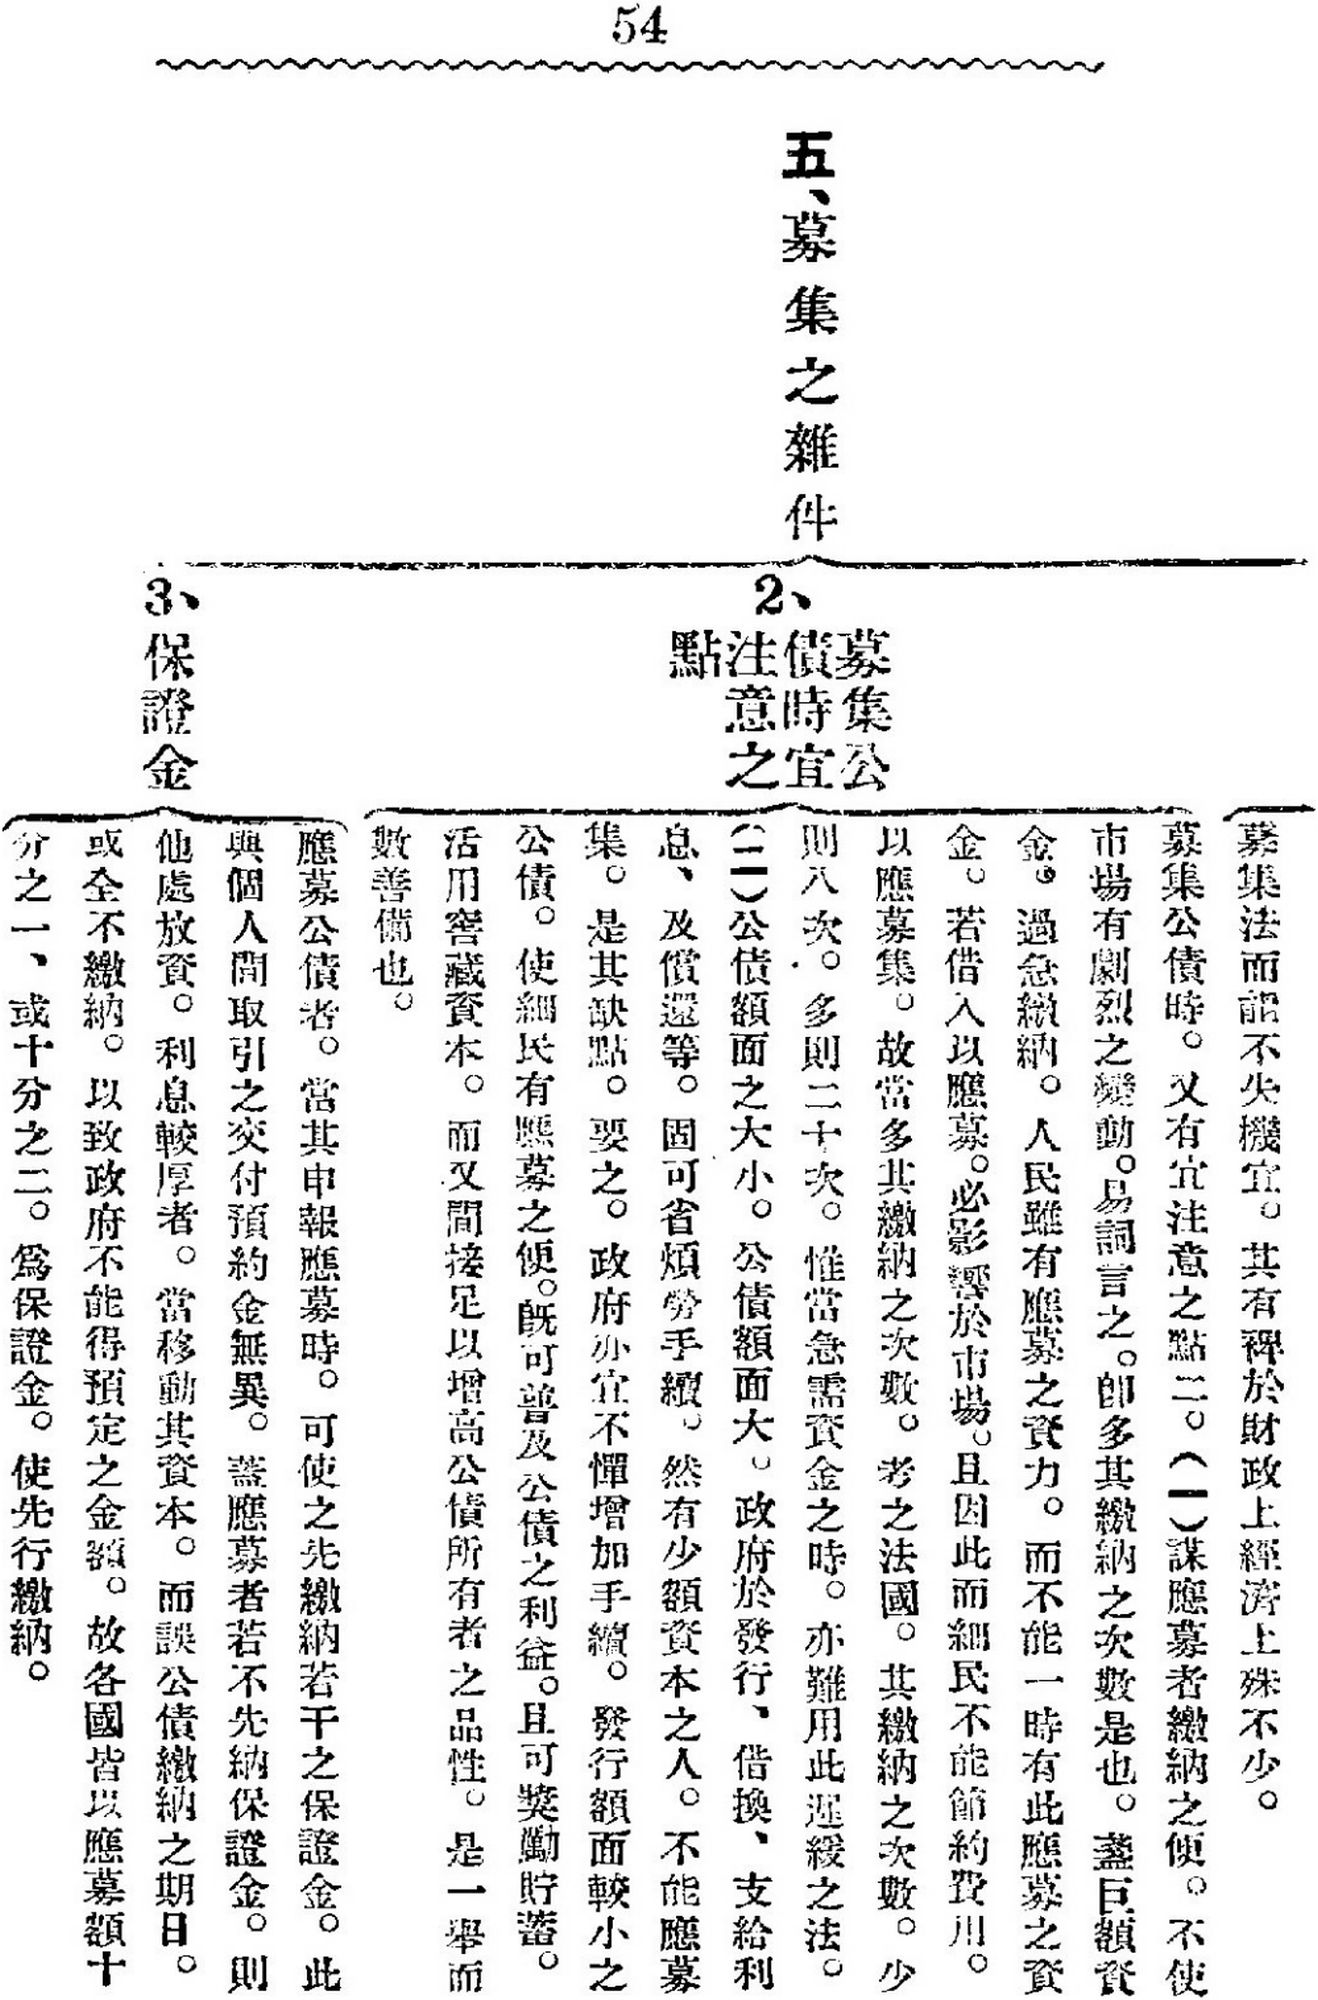 54
五、募集之雜件
募集法而能不失機宜。其有裨於財政上經濟上殊不少。
2、
募集公
債時宜
注意之
點
募集公債時。又有宜注意之點二。(一)謀應募者繳納之便。不使
市場有劇烈之變動。易詞言之。卽多其繳納之次數是也。蓋巨額資
金。過急繳納。人民雖有應募之資力。而不能一時有此應募之資
金。若借入以應募。必影響於市場。且因此而細民不能節約費用。
以應募集。故當多其繳納之次數。考之法國。其繳納之次數。少
則八次。多則二十次。惟當急需資金之時。亦難用此遲緩之法。
(二)公債額面之大小。公債額面大。政府於發行、借換、支給利
息、及償還等。固可省煩勞手續。然有少額資本之人。不能應募
集。是其缺點。要之。政府亦宜不憚增加手續。發行額面較小之
公債。使細民有應募之便。旣可普及公債之利益。且可獎勵貯蓄。
活用窖藏資本。而又間接足以增高公債所有者之品性。是一舉而
數善備也。
3、保證金
應募公債者。當其申報應募時。可使之先繳納若干之保證金。此
與個人間取引之交付預約金無異。蓋應募者若不先納保證金。則
他處放資。利息較厚者。當移動其資本。而誤公債繳納之期日。
或全不繳納。以致政府不能得預定之金額。故各國皆以應募額十
分之一、或十分之二。爲保證金。使先行繳納。